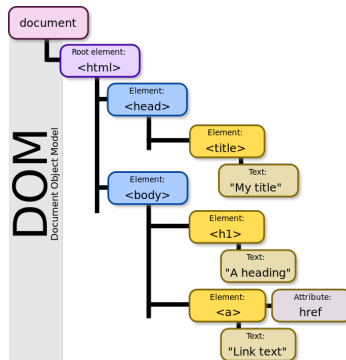 document
Root element:
<html>
Element:
<head>
Element:
<title>
Text:
"My title"
Element:
<body>
Element:
<h1>
Text:
"A heading"
Element:
<a>
Attribute:
href
Text:
"Link text"
DOM
Document Object Model